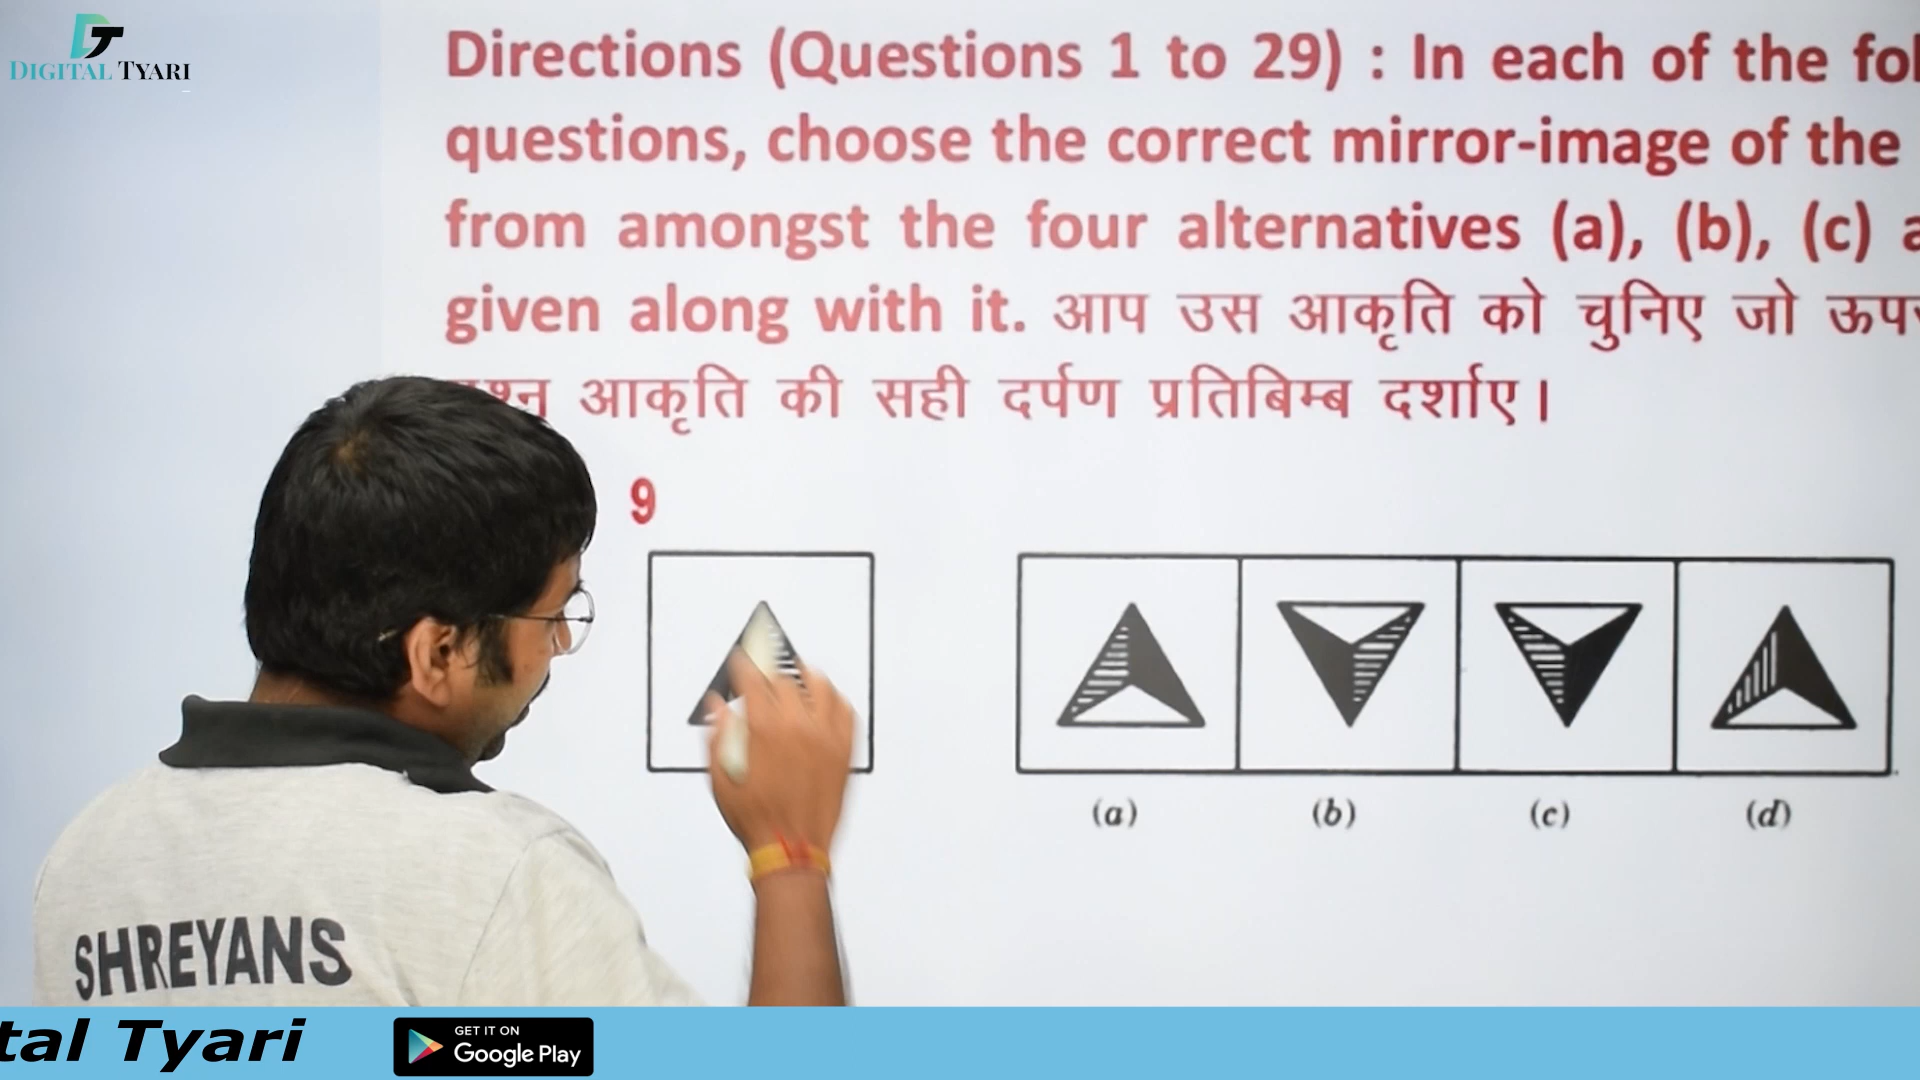 DT
DIGITAL TYARI
Directions (Questions 1 to 29) : In each of the
questions, choose the correct mirror-image of the
from amongst the four alternatives (a), (b), (c)
given along with it. आप उस आकृति को चुनिए जो
आकृति की सही दर्पण प्रतिबिम्ब दर्शाए।
9
(a) (b) (c) (d)
SHREYANS
tal Tyari
GET IT ON
Google Play